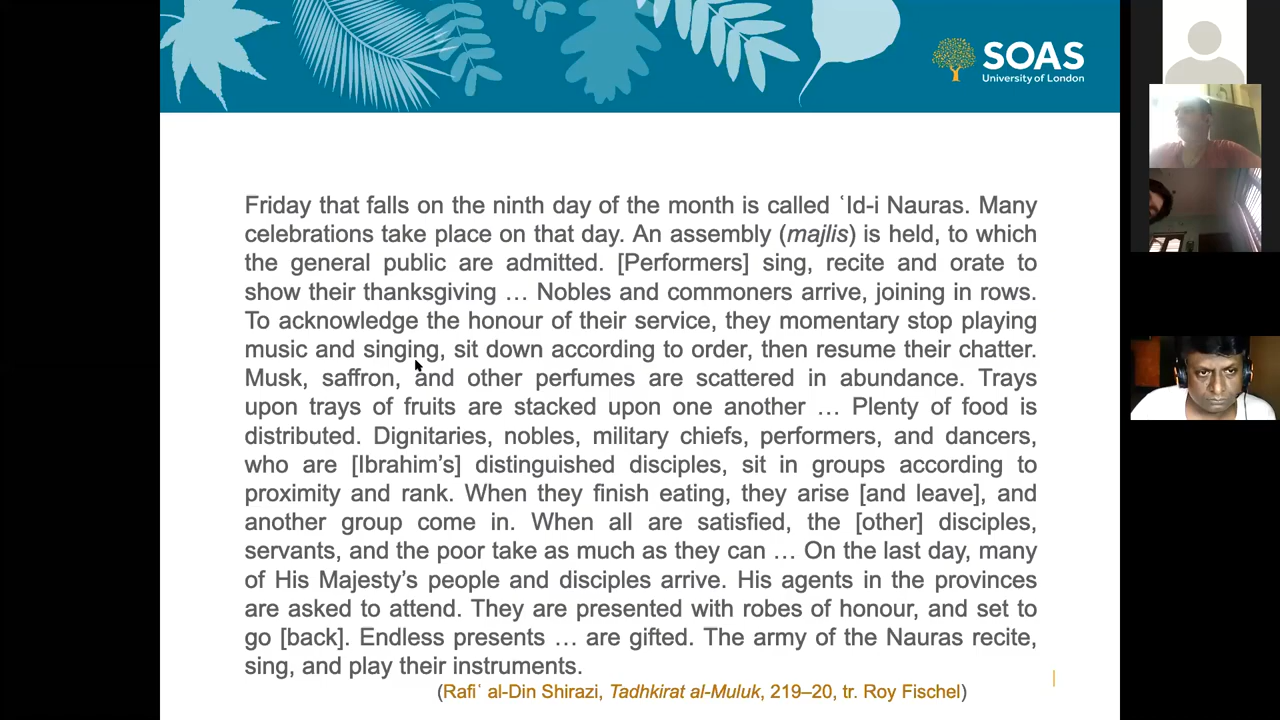 SOAS
University of London
Friday that falls on the ninth day of the month is called ʿId-i Nauras. Many
celebrations take place on that day. An assembly (majlis) is held, to which
the general public are admitted. [Performers] sing, recite and orate to
show their thanksgiving … Nobles and commoners arrive, joining in rows.
To acknowledge the honour of their service, they momentary stop playing
music and singing, sit down according to order, then resume their chatter.
Musk, saffron, and other perfumes are scattered in abundance. Trays
upon trays of fruits are stacked upon one another … Plenty of food is
distributed. Dignitaries, nobles, military chiefs, performers, and dancers,
who are [Ibrahim’s] distinguished disciples, sit in groups according to
proximity and rank. When they finish eating, they arise [and leave], and
another group come in. When all are satisfied, the [other] disciples,
servants, and the poor take as much as they can … On the last day, many
of His Majesty’s people and disciples arrive. His agents in the provinces
are asked to attend. They are presented with robes of honour, and set to
go [back]. Endless presents … are gifted. The army of the Nauras recite,
sing, and play their instruments.
(Rafiʿ al-Din Shirazi, Tadhkirat al-Muluk, 219–20, tr. Roy Fischel)